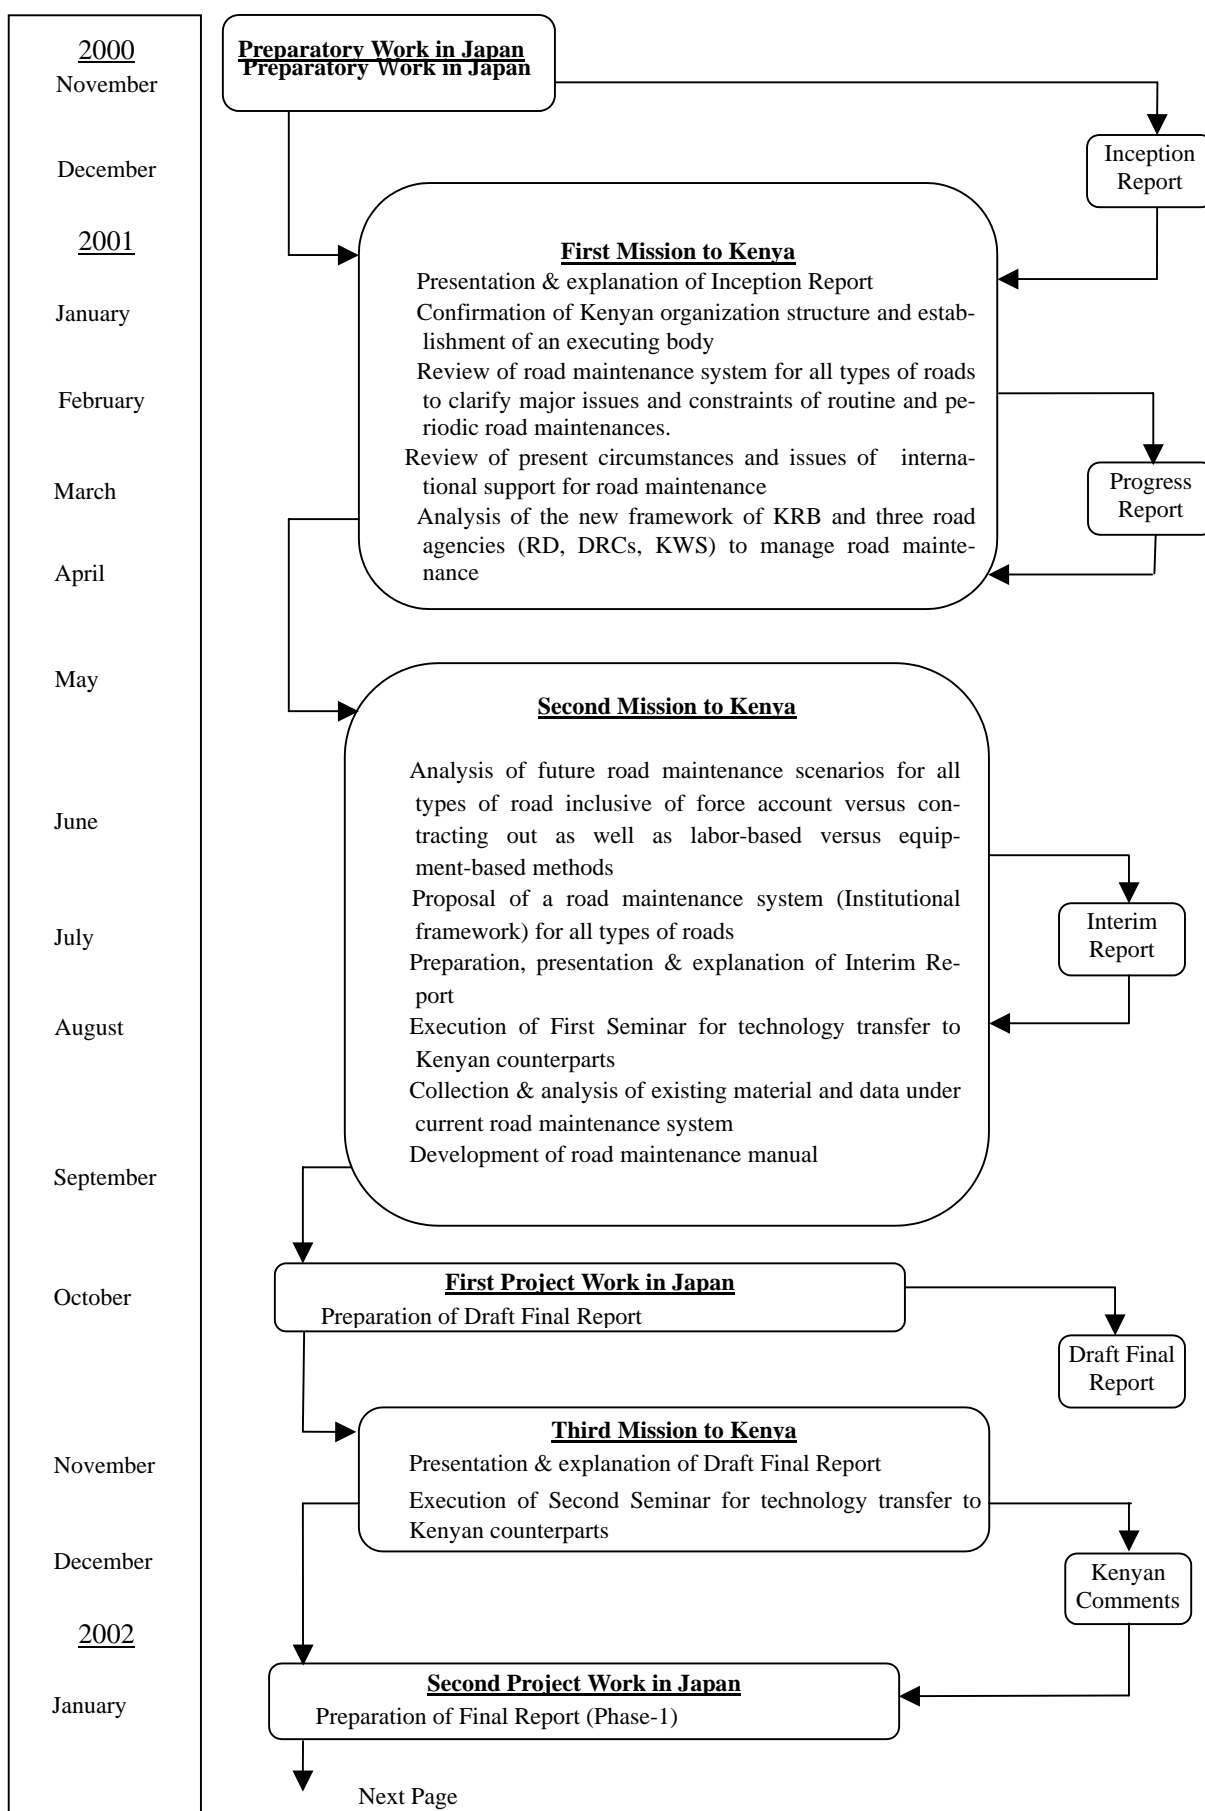 2000
November
December
2001
January
February
March
April
May
June
July
August
September
October
November
December
2002
January
Preparatory Work in Japan
Preparatory Work in Japan
Inception
Report
First Mission to Kenya
Presentation & explanation of Inception Report
Confirmation of Kenyan organization structure and estab-
lishment of an executing body
Review of road maintenance system for all types of roads
to clarify major issues and constraints of routine and pe-
riodic road maintenances.
Review of present circumstances and issues of interna-
tional support for road maintenance
Analysis of the new framework of KRB and three road
agencies (RD, DRCs, KWS) to manage road mainte-
nance
Progress
Report
Second Mission to Kenya
Analysis of future road maintenance scenarios for all
types of road inclusive of force account versus con-
tracting out as well as labor-based versus equip-
ment-based methods
Proposal of a road maintenance system (Institutional
framework) for all types of roads
Preparation, presentation & explanation of Interim Re-
port
Execution of First Seminar for technology transfer to
Kenyan counterparts
Collection & analysis of existing material and data under
current road maintenance system
Development of road maintenance manual
Interim
Report
First Project Work in Japan
Preparation of Draft Final Report
Draft Final
Report
Third Mission to Kenya
Presentation & explanation of Draft Final Report
Execution of Second Seminar for technology transfer to
Kenyan counterparts
Kenyan
Comments
Second Project Work in Japan
Preparation of Final Report (Phase-1)
Next Page